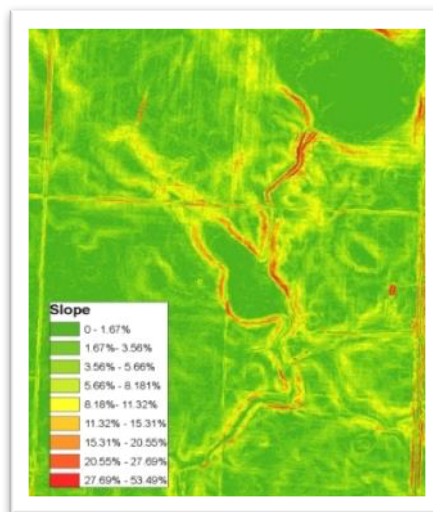 Slope
0 - 1.67%
1.67% - 3.56%
3.56% - 5.66%
5.66% - 8.181%
8.18% - 11.32%
11.32% - 15.31%
15.31% - 20.55%
20.55% - 27.69%
27.69% - 53.49%